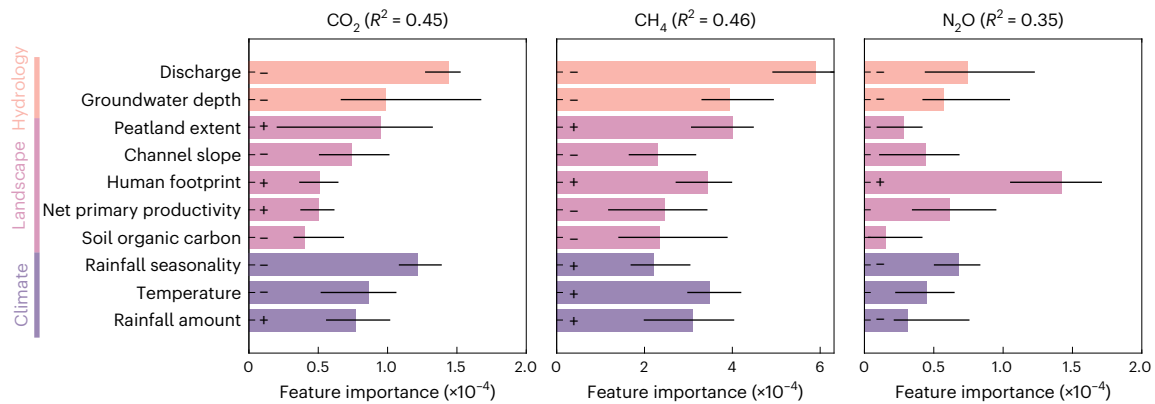 CO₂ (R² = 0.45)
CH₄ (R² = 0.46)
N₂O (R² = 0.35)
Hydrology
Landscape
Climate
Discharge – – –
Groundwater depth – – –
Peatland extent + +
Channel slope – –
Human footprint + + +
Net primary productivity + –
Soil organic carbon – –
Rainfall seasonality – + –
Temperature – +
Rainfall amount + + –
0 0.5 1.0 1.5 2.0
2 4 6
0 0.5 1.0 1.5 2.0
Feature importance (×10⁻⁴)
Feature importance (×10⁻⁴)
Feature importance (×10⁻⁴)